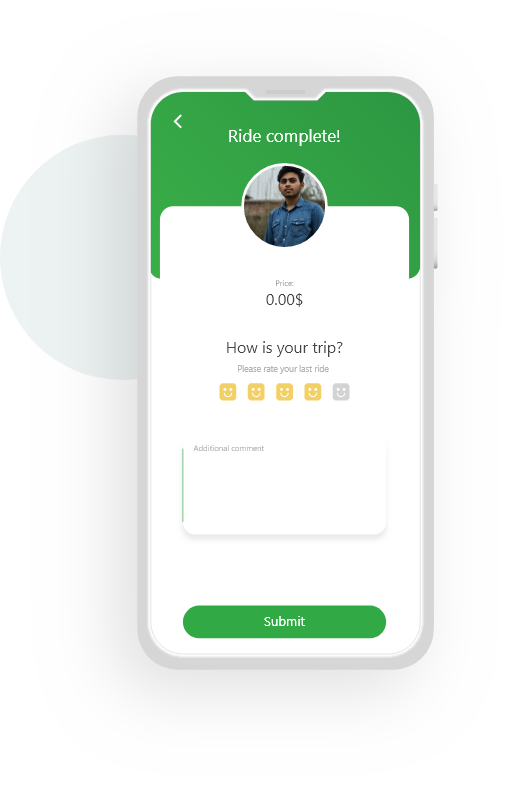 Ride complete!
Price:
0.00$
How is your trip?
Please rate your last ride
Additional comment
Submit